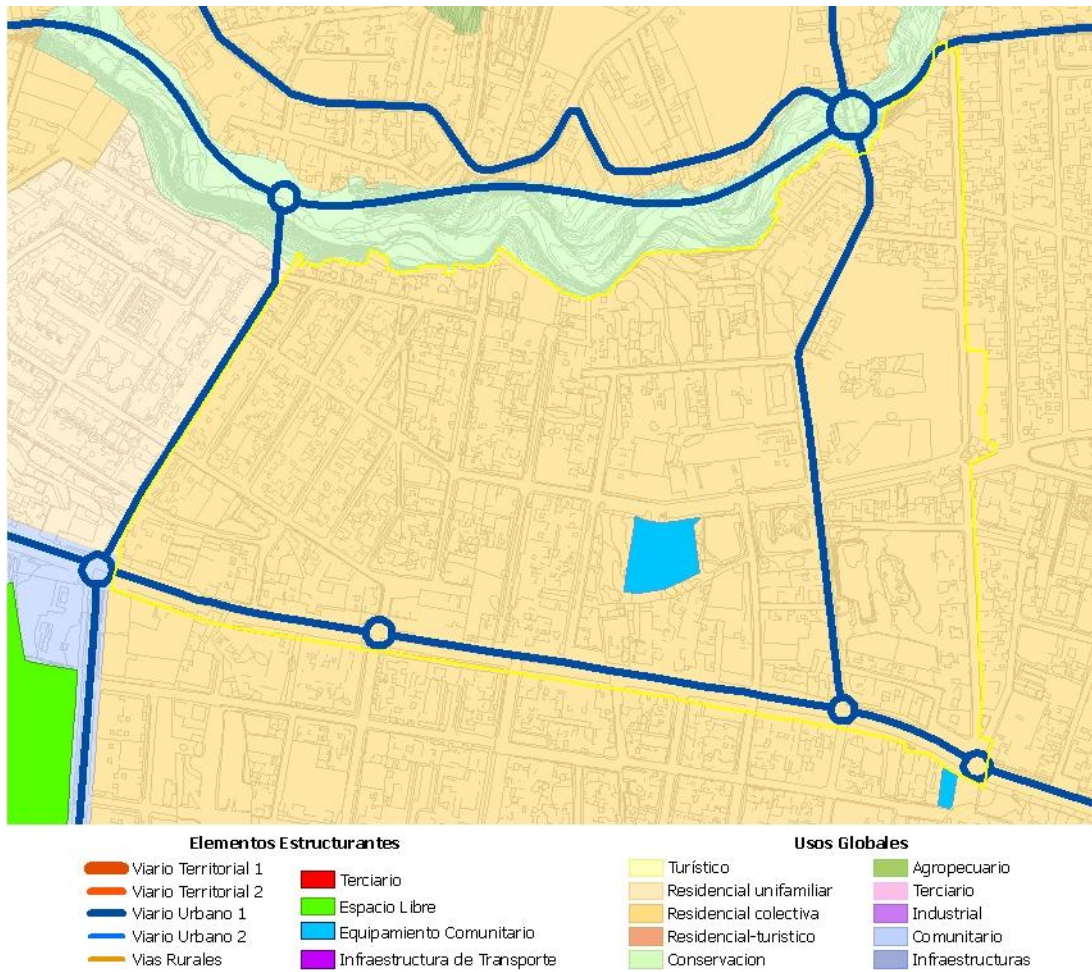 Elementos Estructurantes
Viario Territorial 1
Viario Territorial 2
Viario Urbano 1
Viario Urbano 2
Vias Rurales
Terciario
Espacio Libre
Equipamiento Comunitario
Infraestructura de Transporte
Usos Globales
Turístico
Residencial unifamiliar
Residencial colectiva
Residencial-turistico
Conservacion
Agropecuario
Terciario
Industrial
Comunitario
Infraestructuras